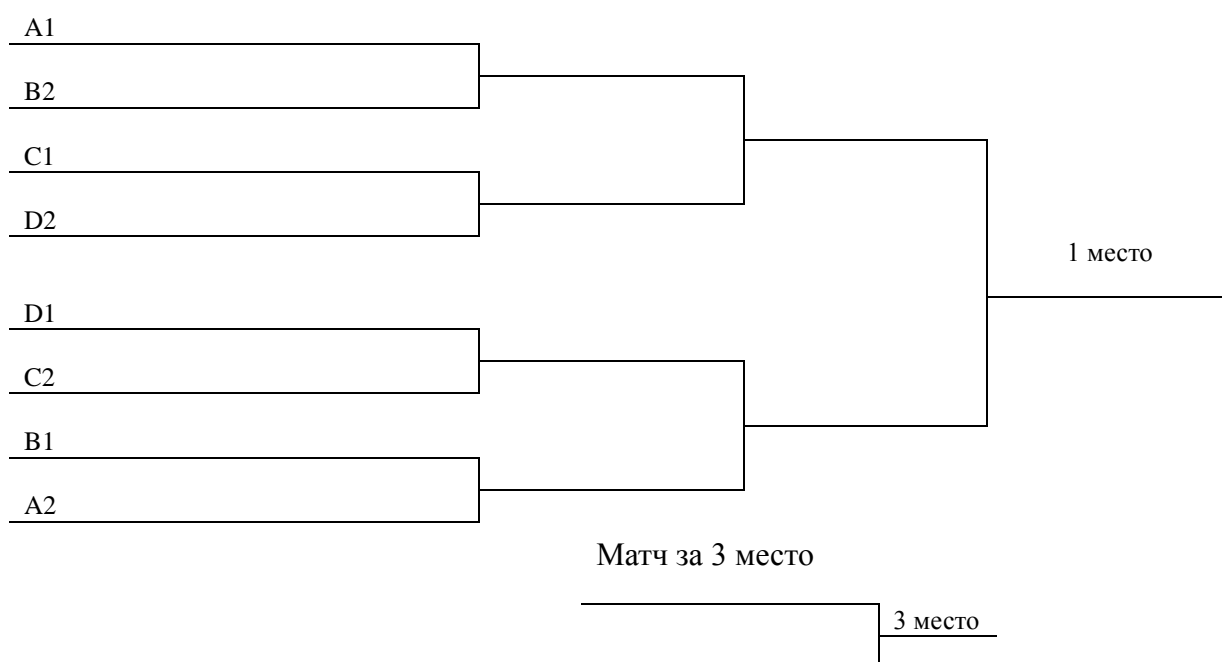 A1
B2
C1
D2
1 место
D1
C2
B1
A2
Матч за 3 место
3 место